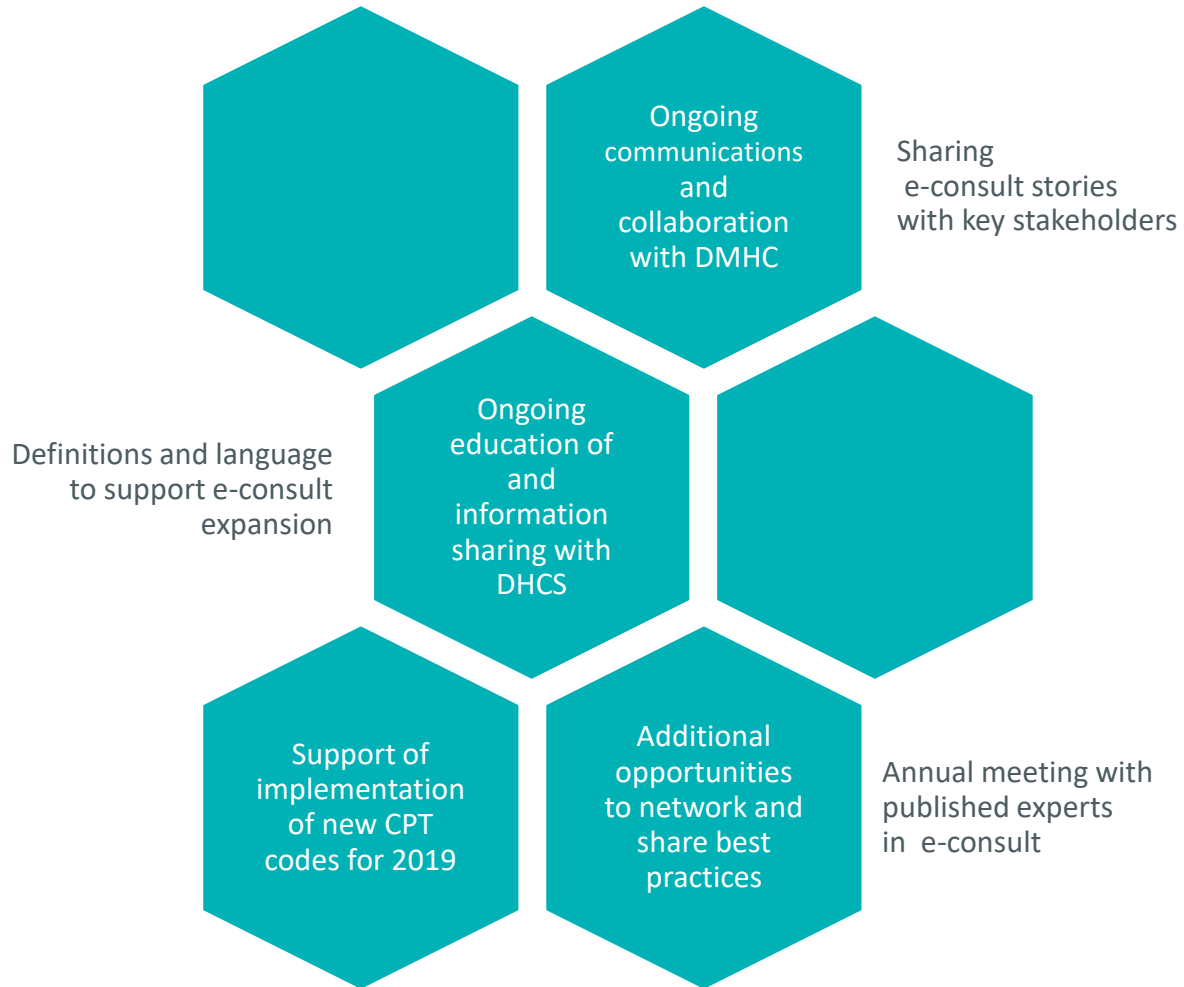 Ongoing
communications
and
collaboration
with DMHC
Sharing
e-consult stories
with key stakeholders
Definitions and language
to support e-consult
expansion
Ongoing
education of
and
information
sharing with
DHCS
Support of
implementation
of new CPT
codes for 2019
Additional
opportunities
to network and
share best
practices
Annual meeting with
published experts
in e-consult